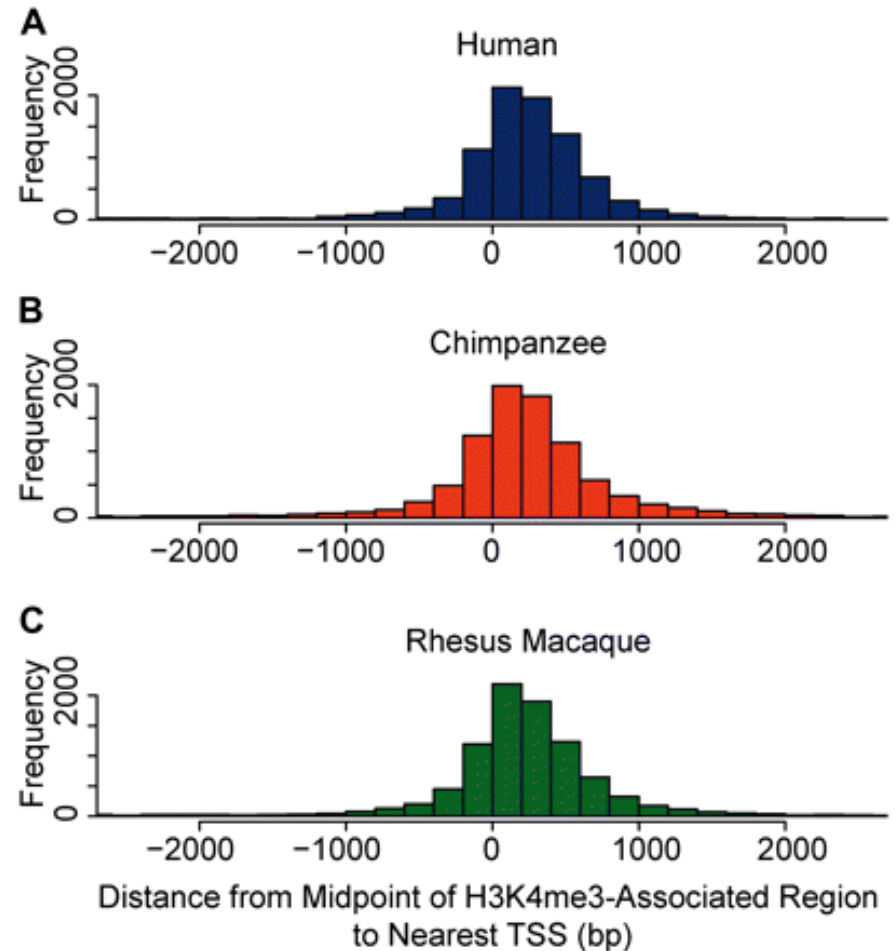 A
Human
Frequency
2000
0
−2000 −1000 0 1000 2000
B
Chimpanzee
Frequency
2000
0
−2000 −1000 0 1000 2000
C
Rhesus Macaque
Frequency
2000
0
−2000 −1000 0 1000 2000
Distance from Midpoint of H3K4me3-Associated Region
to Nearest TSS (bp)